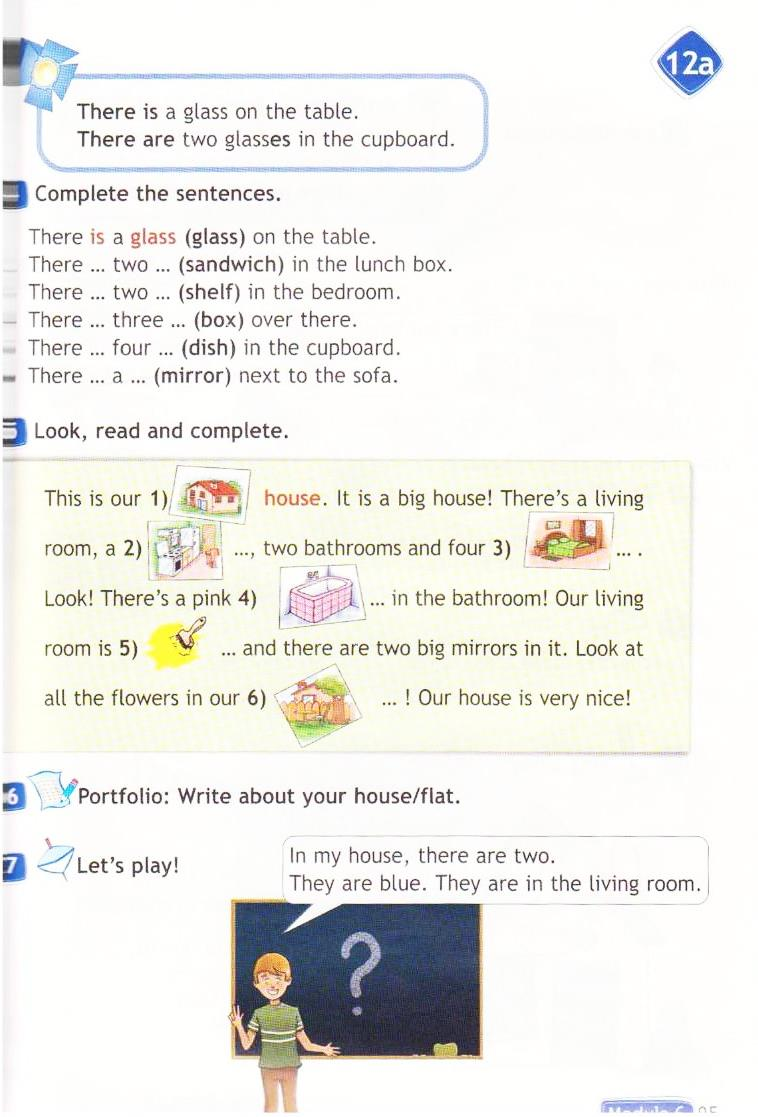 12a
There is a glass on the table.
There are two glasses in the cupboard.
Complete the sentences.
There is a glass (glass) on the table.
There ... two ... (sandwich) in the lunch box.
There ... two ... (shelf) in the bedroom.
There ... three ... (box) over there.
There ... four ... (dish) in the cupboard.
There ... a ... (mirror) next to the sofa.
5 Look, read and complete.
This is our 1) house. It is a big house! There's a living
room, a 2) ..., two bathrooms and four 3) ... .
Look! There's a pink 4) ... in the bathroom! Our living
room is 5) ... and there are two big mirrors in it. Look at
all the flowers in our 6) ... ! Our house is very nice!
6 Portfolio: Write about your house/flat.
7 Let's play!
In my house, there are two.
They are blue. They are in the living room.
?